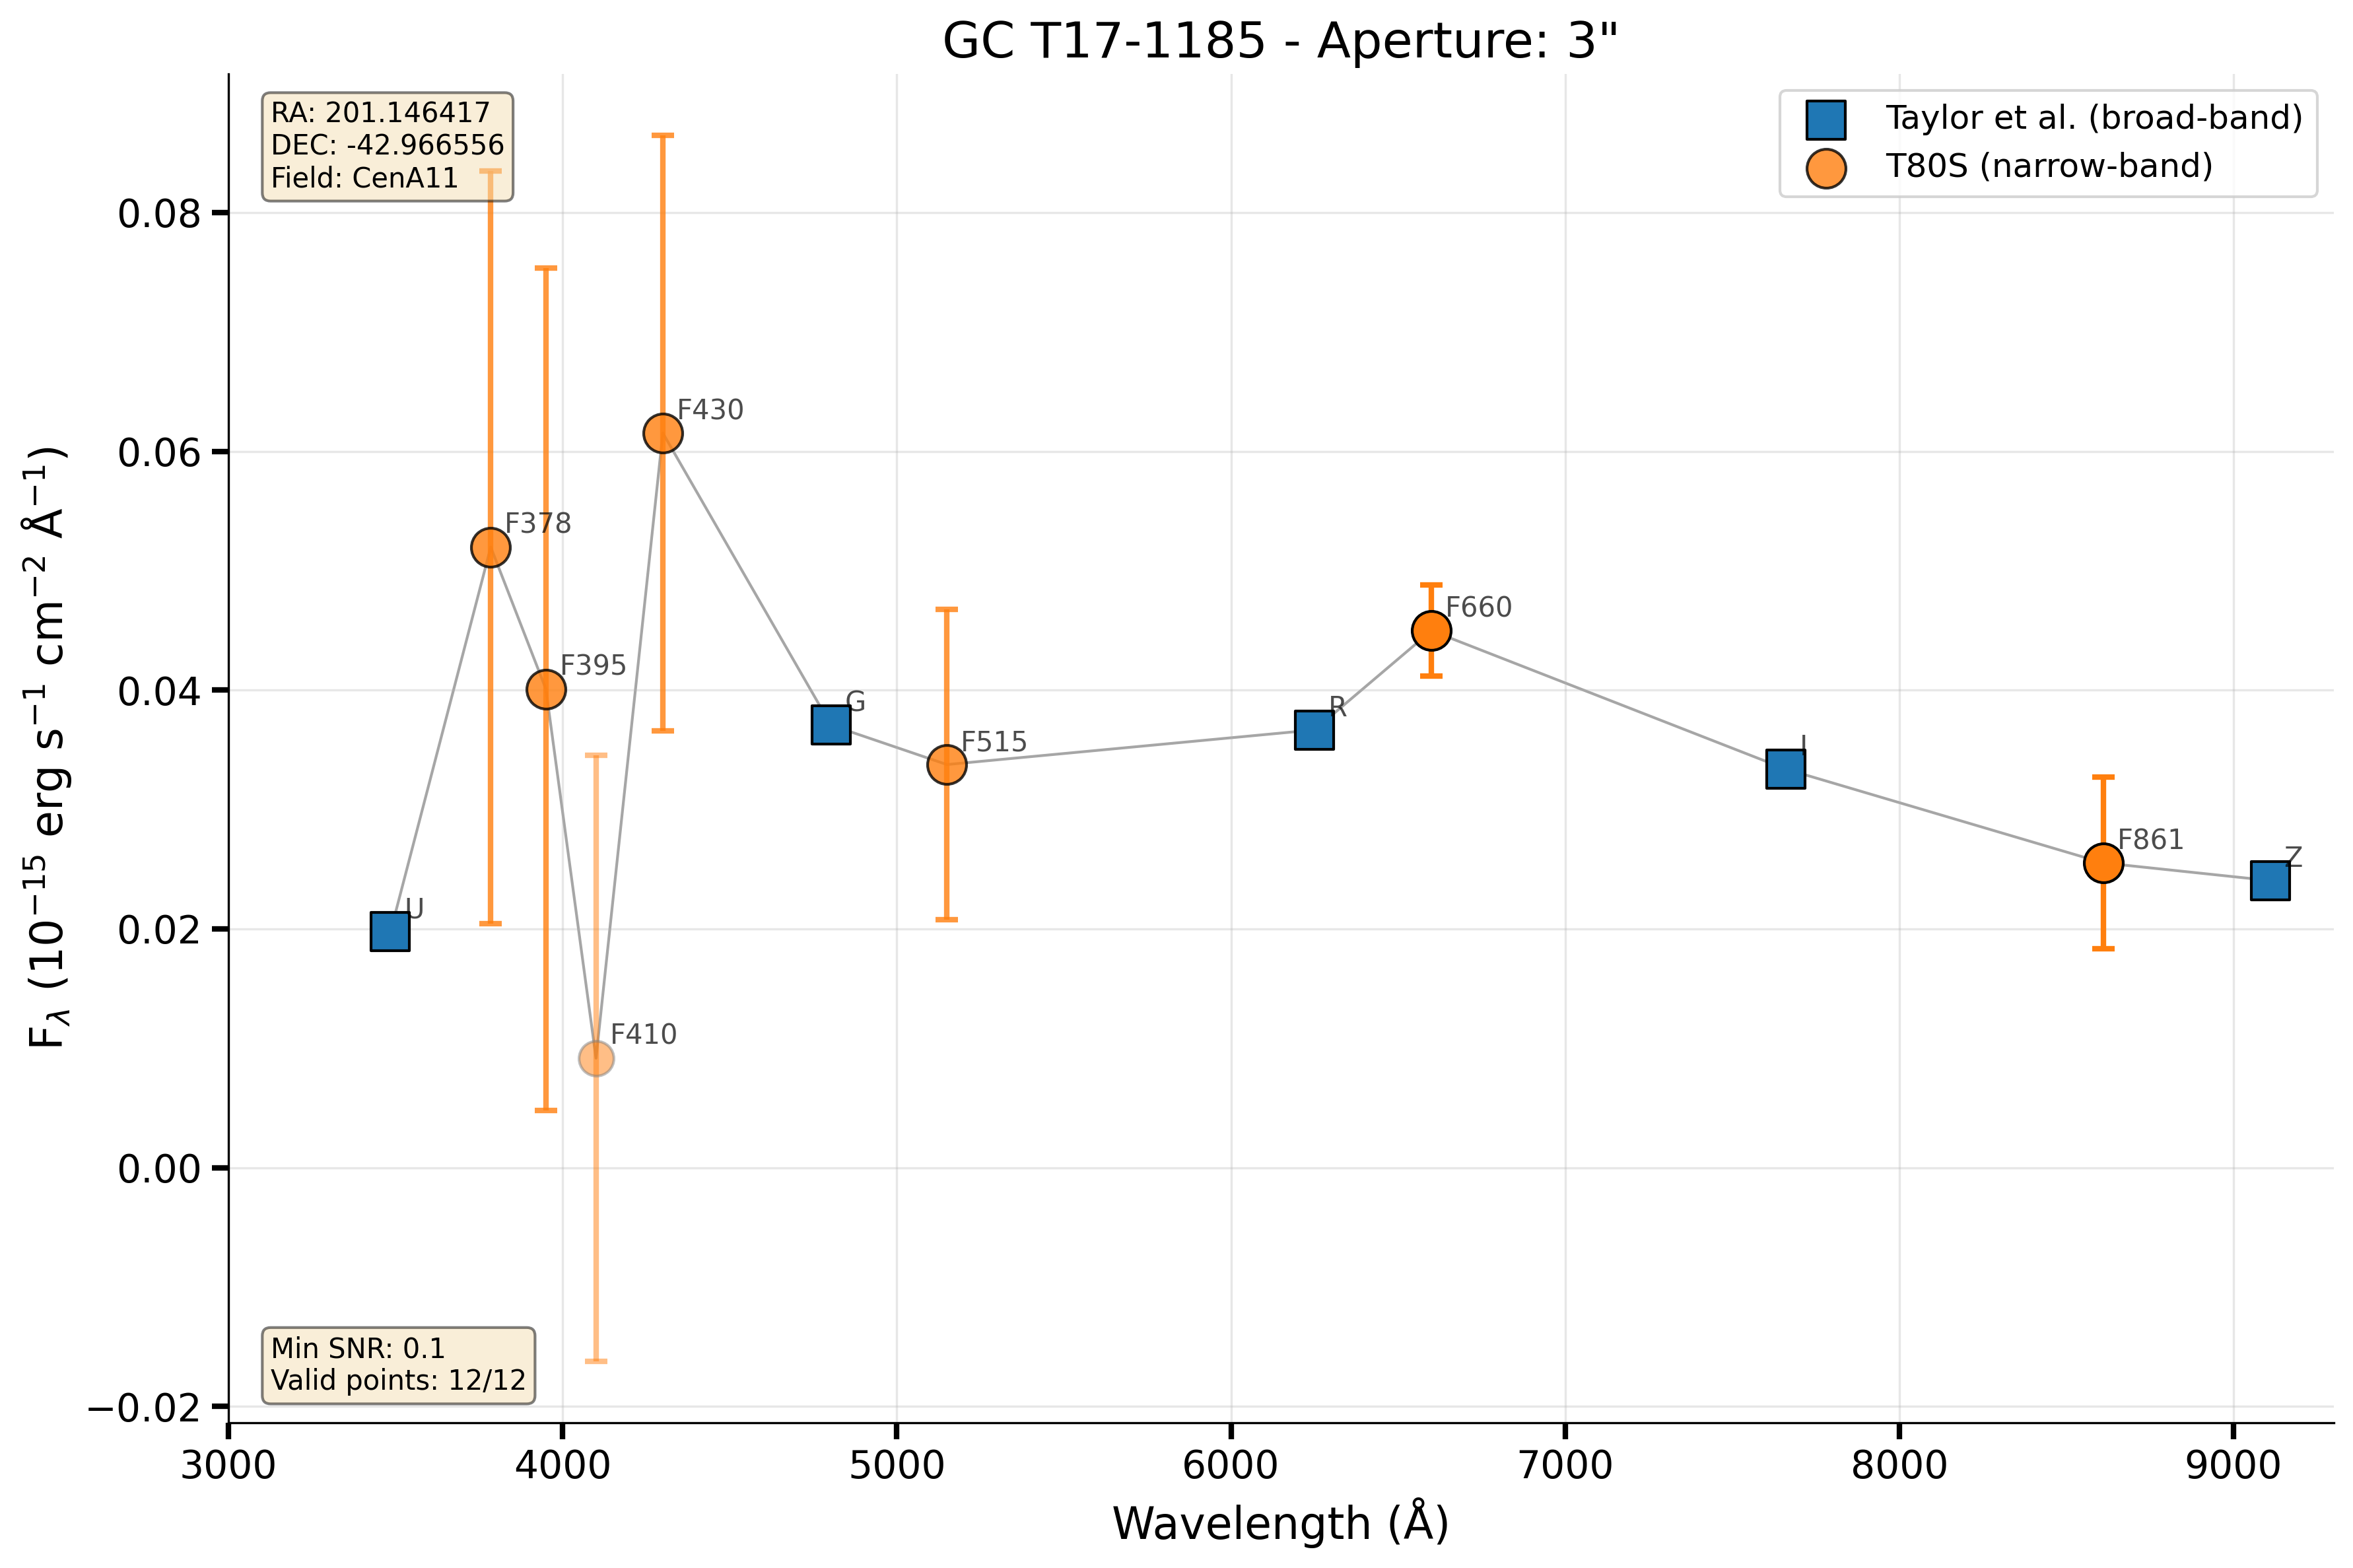 GC T17-1185 - Aperture: 3"
RA: 201.146417
DEC: -42.966556
Field: CenA11
Taylor et al. (broad-band)
T80S (narrow-band)
F_λ (10⁻¹⁵ erg s⁻¹ cm⁻² Å⁻¹)
0.08
0.06
0.04
0.02
0.00
−0.02
U
F378
F395
F410
F430
G
F515
R
F660
I
F861
Z
Min SNR: 0.1
Valid points: 12/12
3000 4000 5000 6000 7000 8000 9000
Wavelength (Å)